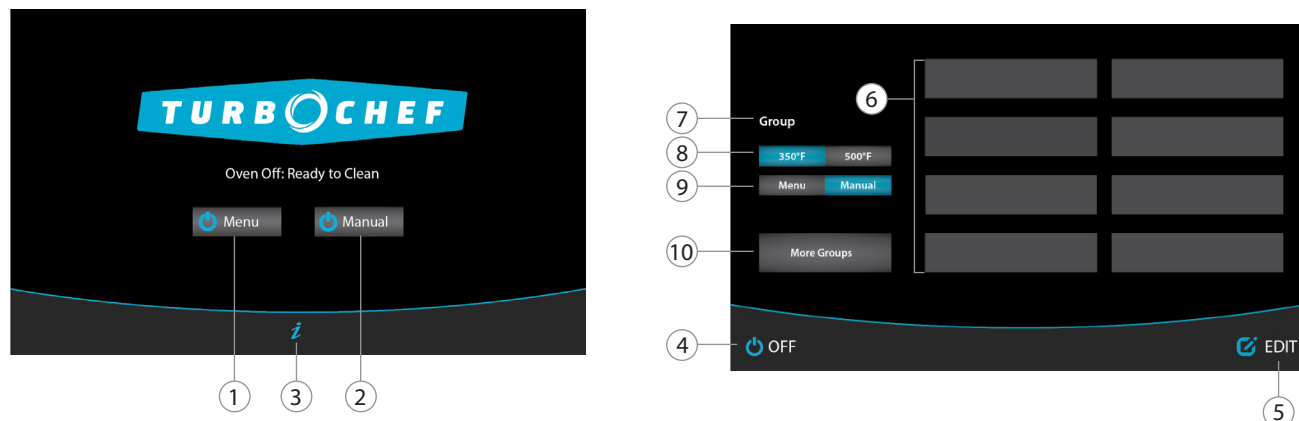 TURBOCHEF
Oven Off: Ready to Clean
Menu Manual
i
1 3 2
6
7 Group
8 350°F 500°F
9 Menu Manual
10 More Groups
4 OFF EDIT
5